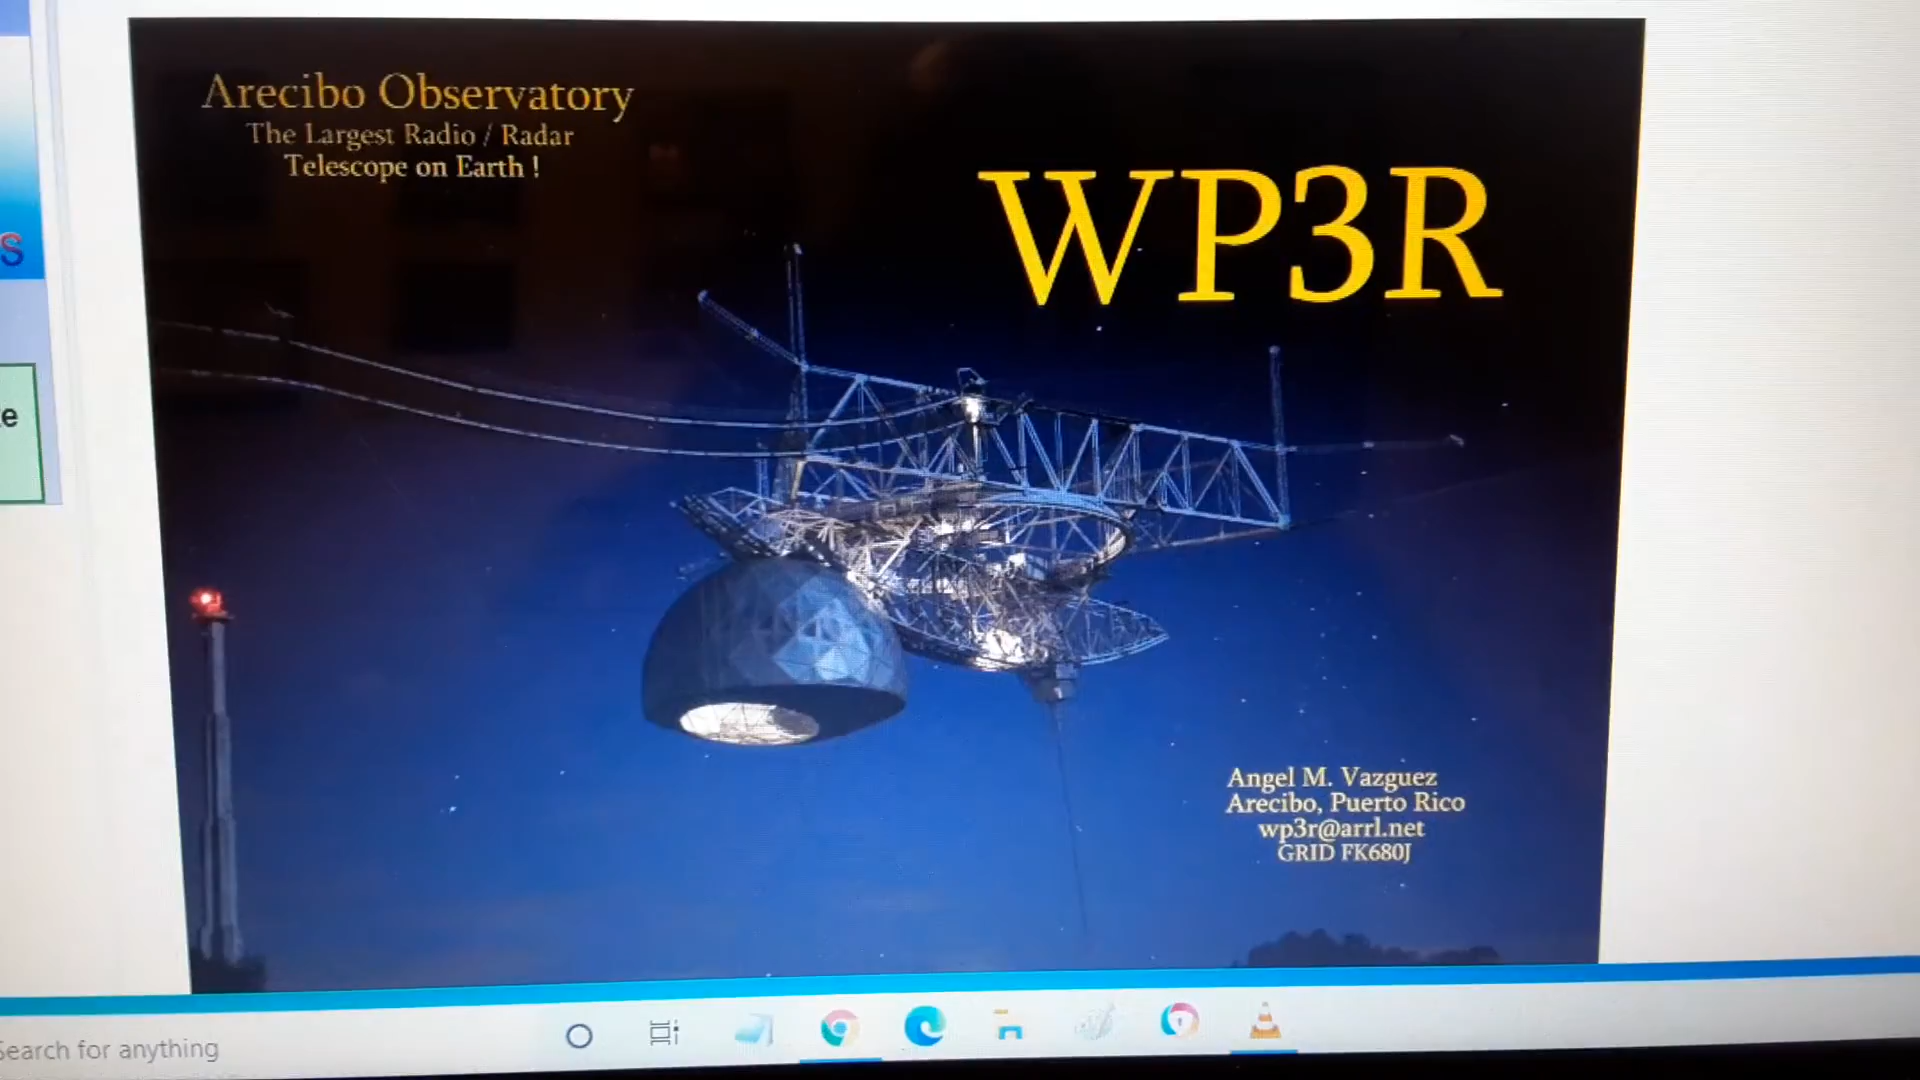 Arecibo Observatory
The Largest Radio / Radar
Telescope on Earth !
WP3R
S
e
Angel M. Vazguez
Arecibo, Puerto Rico
wp3r@arrl.net
GRID FK680J
Search for anything